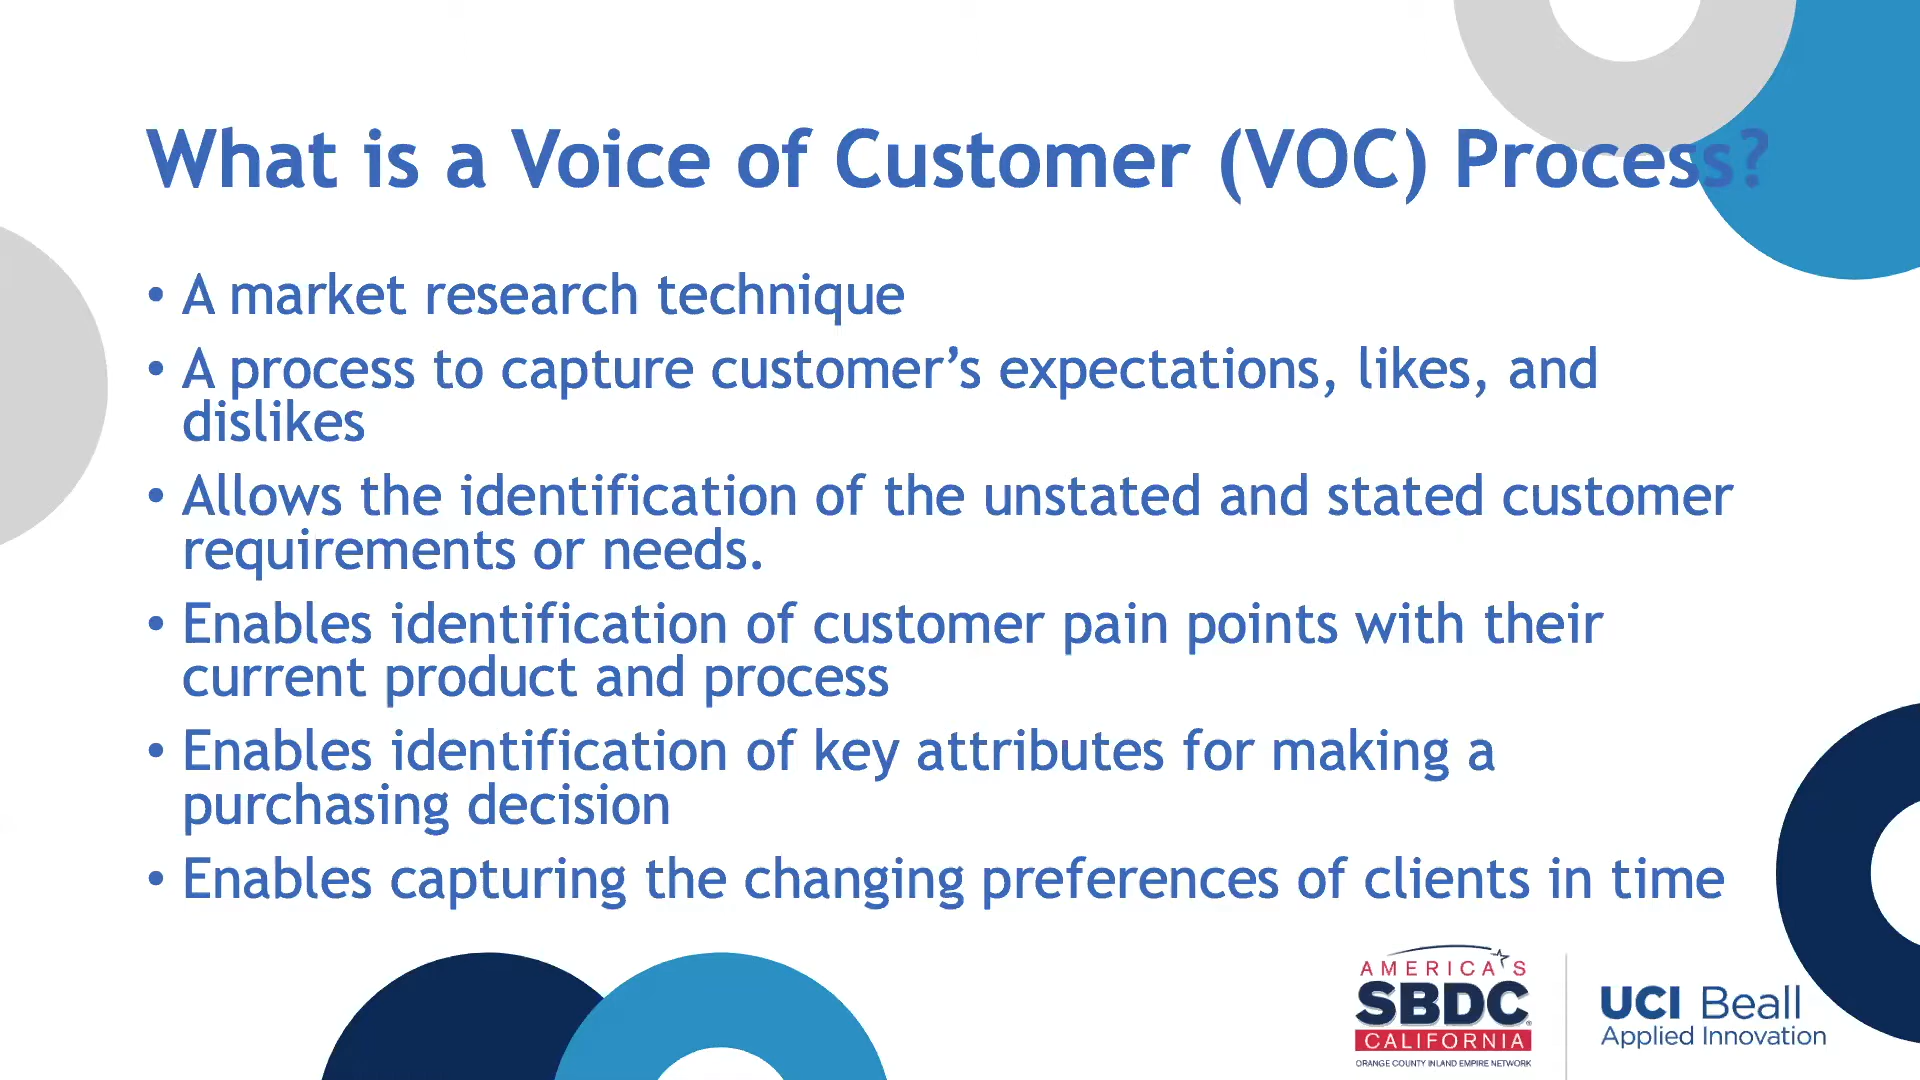 What is a Voice of Customer (VOC) Process?
• A market research technique
• A process to capture customer’s expectations, likes, and
dislikes
• Allows the identification of the unstated and stated customer
requirements or needs.
• Enables identification of customer pain points with their
current product and process
• Enables identification of key attributes for making a
purchasing decision
• Enables capturing the changing preferences of clients in time
AMERICA'S
SBDC®
CALIFORNIA
ORANGE COUNTY INLAND EMPIRE NETWORK
UCI Beall
Applied Innovation